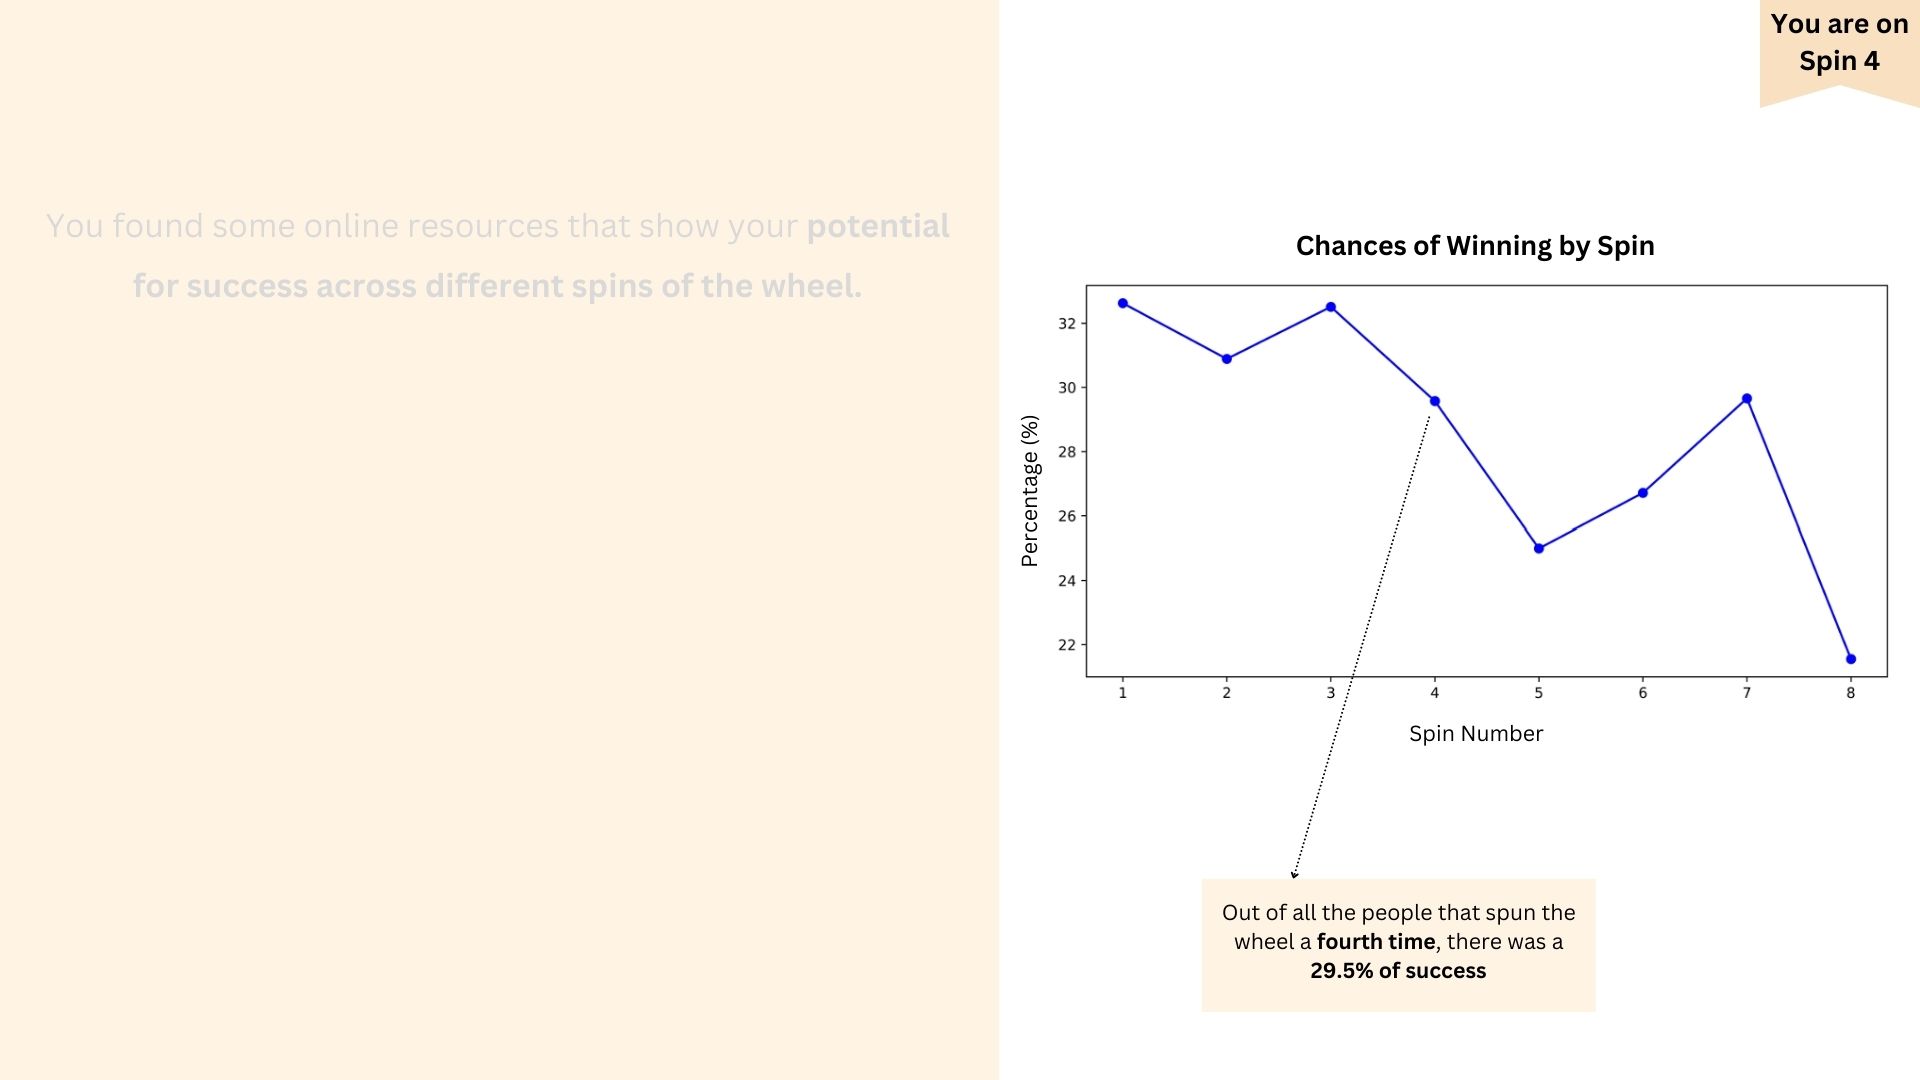 You are on
Spin 4
You found some online resources that show your potential
for success across different spins of the wheel.
Chances of Winning by Spin
Percentage (%)
32
30
28
26
24
22
1 2 3 4 5 6 7 8
Spin Number
Out of all the people that spun the
wheel a fourth time, there was a
29.5% of success